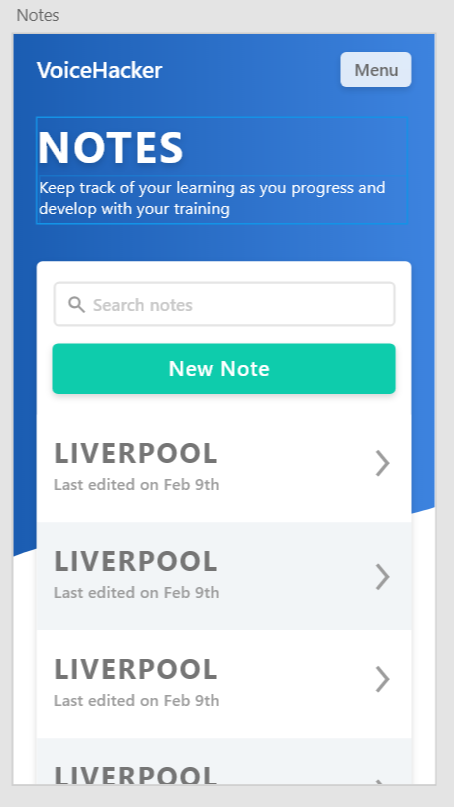 Notes
VoiceHacker
Menu
NOTES
Keep track of your learning as you progress and
develop with your training
Search notes
New Note
LIVERPOOL
Last edited on Feb 9th
LIVERPOOL
Last edited on Feb 9th
LIVERPOOL
Last edited on Feb 9th
LIVERPOOL